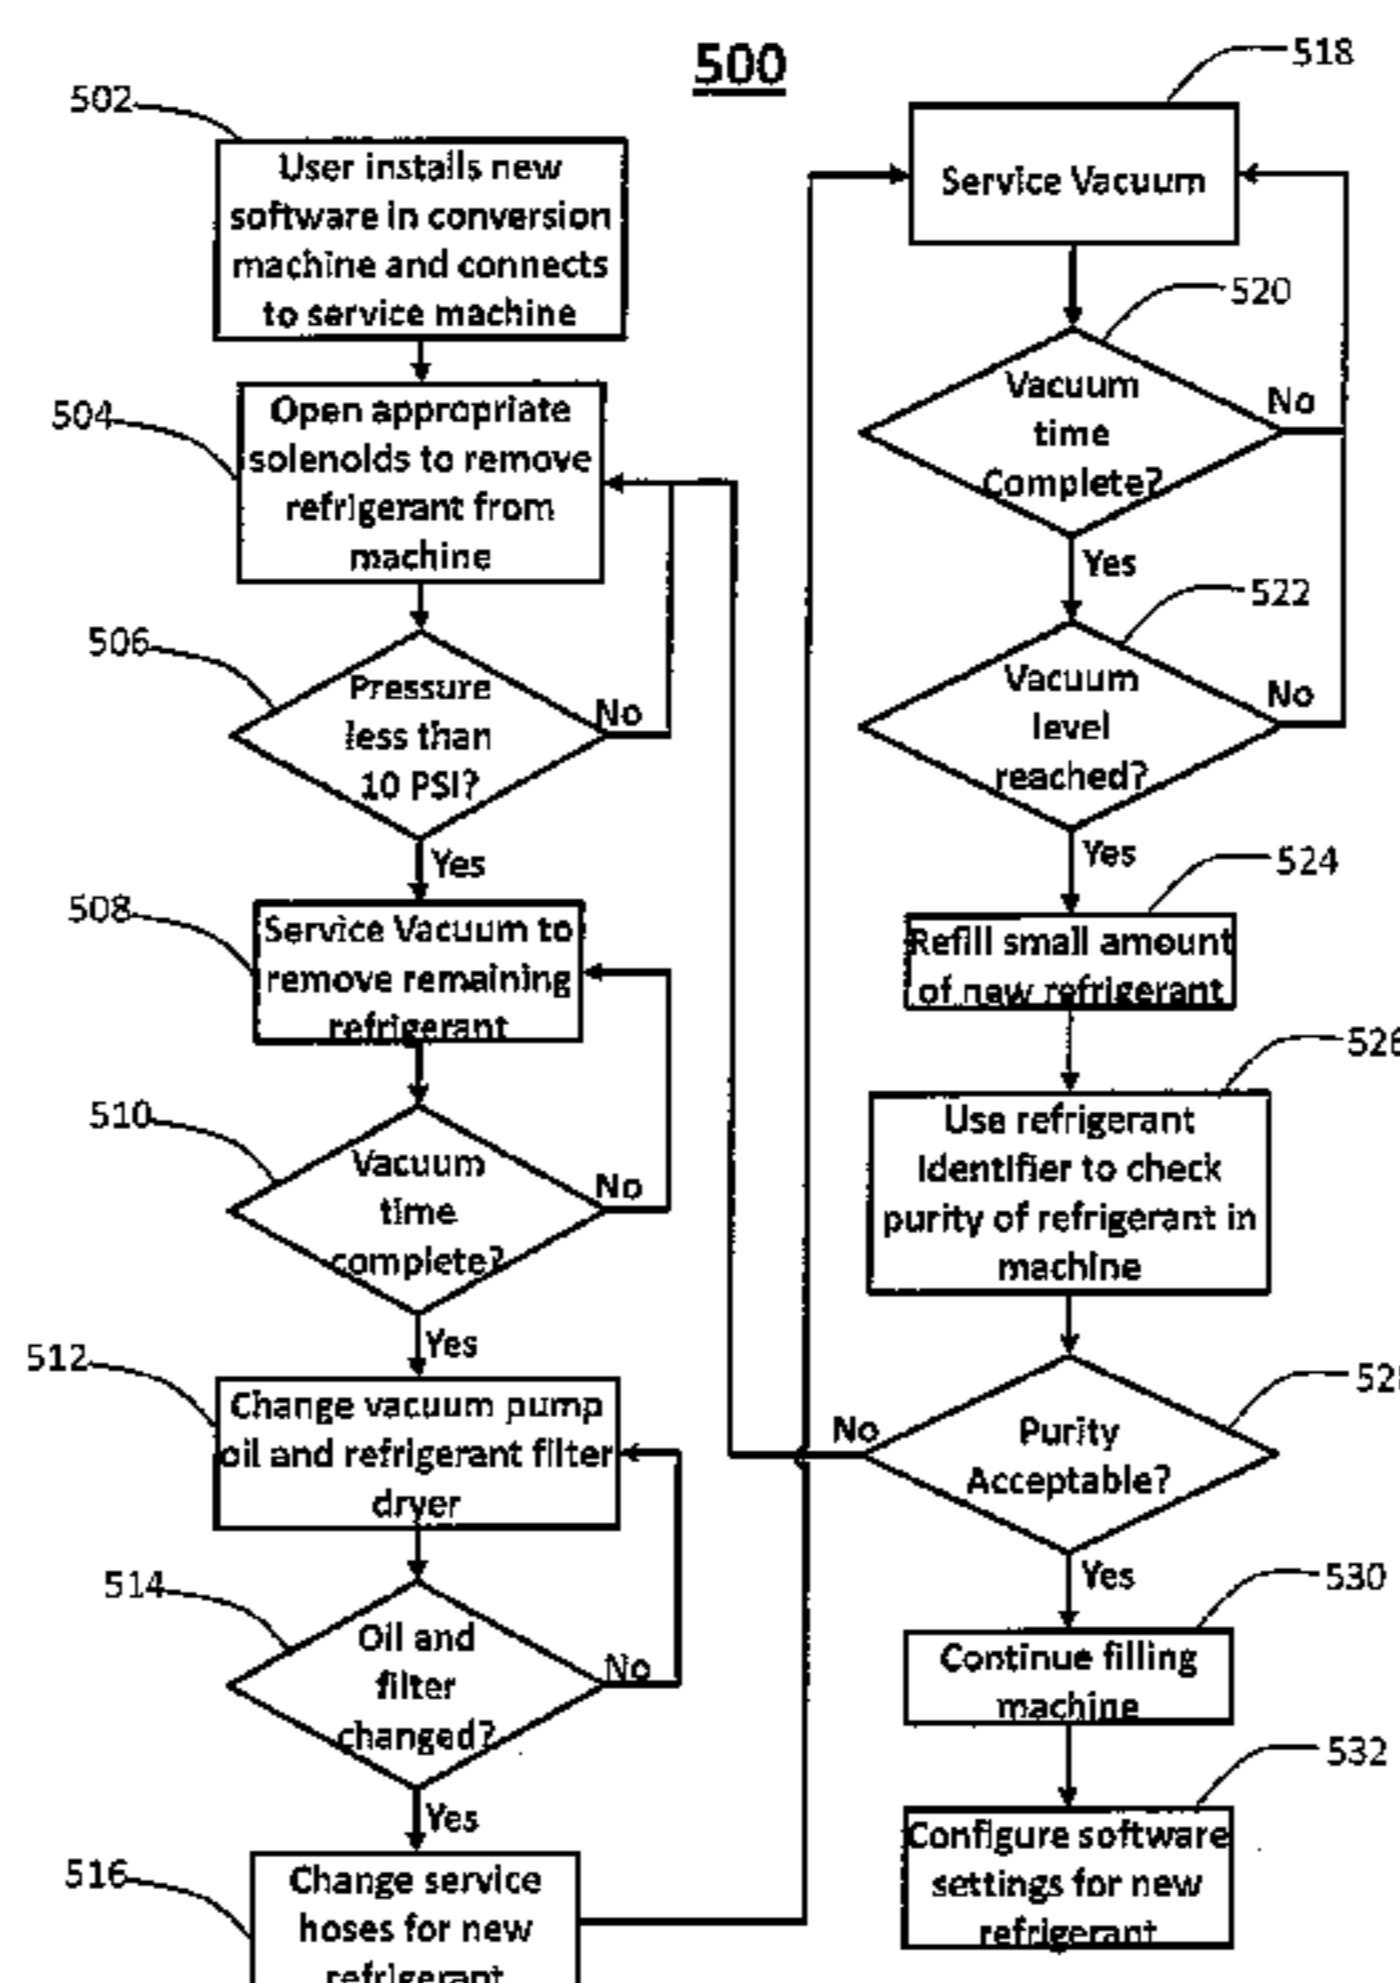 500
502
User installs new
software in conversion
machine and connects
to service machine
504
Open appropriate
solenolds to remove
refrigerant from
machine
506
Pressure
less than
10 PSI?
No
Yes
508
Service Vacuum to
remove remaining
refrigerant
510
Vacuum
time
complete?
No
Yes
512
Change vacuum pump
oil and refrigerant filter
dryer
514
Oil and
filter
changed?
No
Yes
516
Change service
hoses for new
refrigerant
518
Service Vacuum
520
Vacuum
time
Complete?
No
Yes
522
Vacuum
level
reached?
No
Yes
524
Refill small amount
of new refrigerant
526
Use refrigerant
identifier to check
purity of refrigerant in
machine
52
Purity
Acceptable?
No
Yes
530
Continue filling
machine
532
Configure software
settings for new
refrigerant